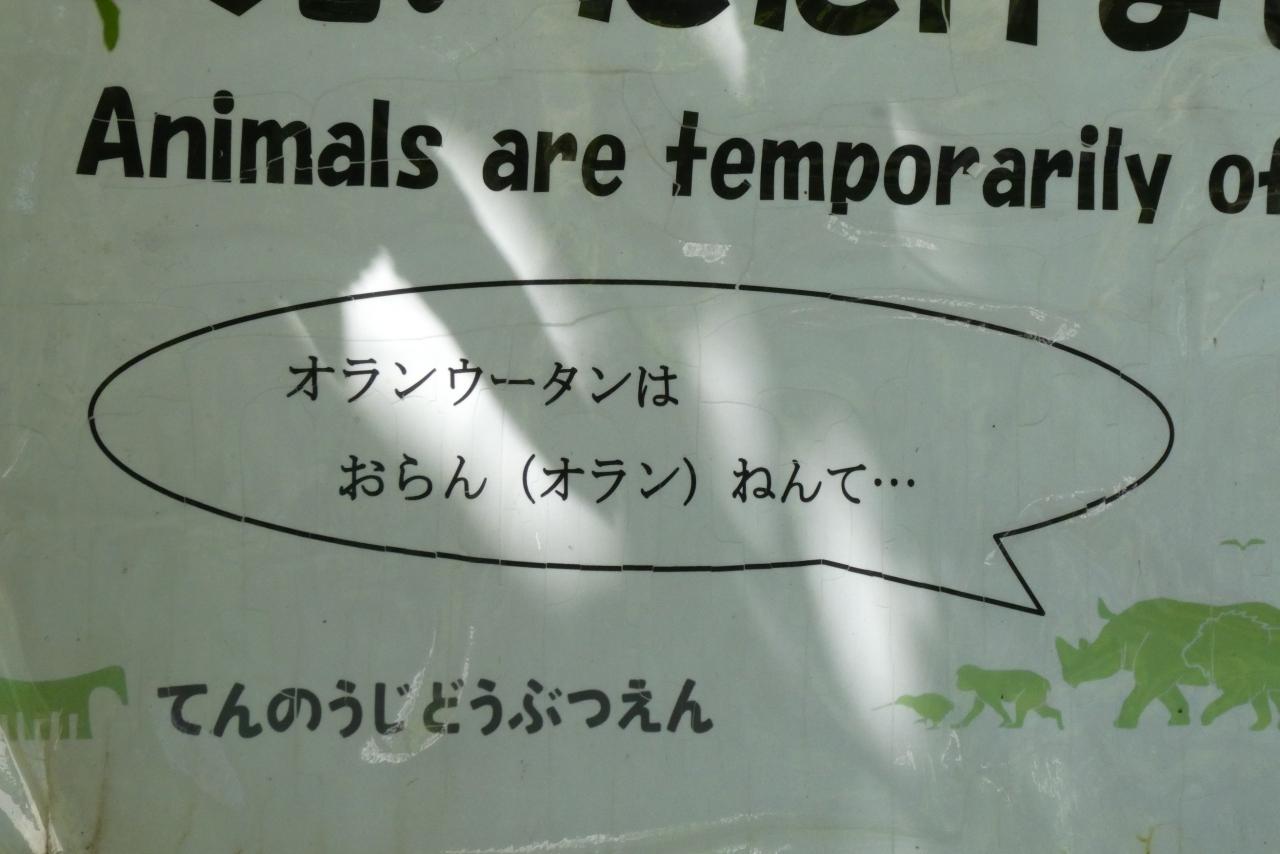 Animals are temporarily
オランウータンは
おらん（オラン）ねんて…
てんのうじどうぶつえん